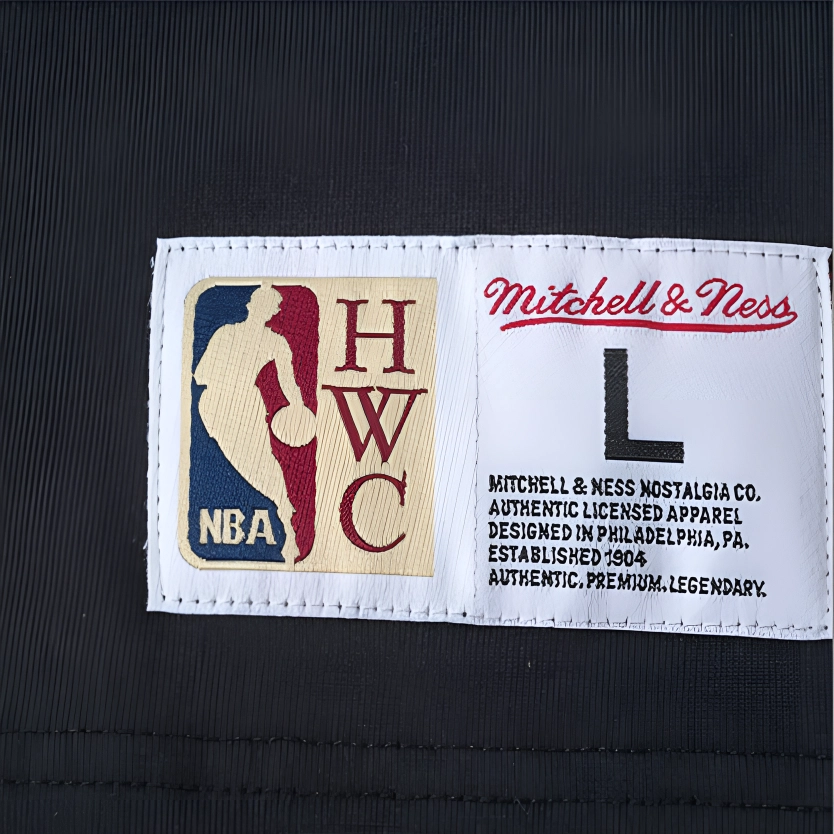 NBA
H
W
C
Mitchell & Ness
L
MITCHELL & NESS NOSTALGIA CO.
AUTHENTIC LICENSED APPAREL
DESIGNED IN PHILADELPHIA, PA.
ESTABLISHED 1904
AUTHENTIC. PREMIUM. LEGENDARY.